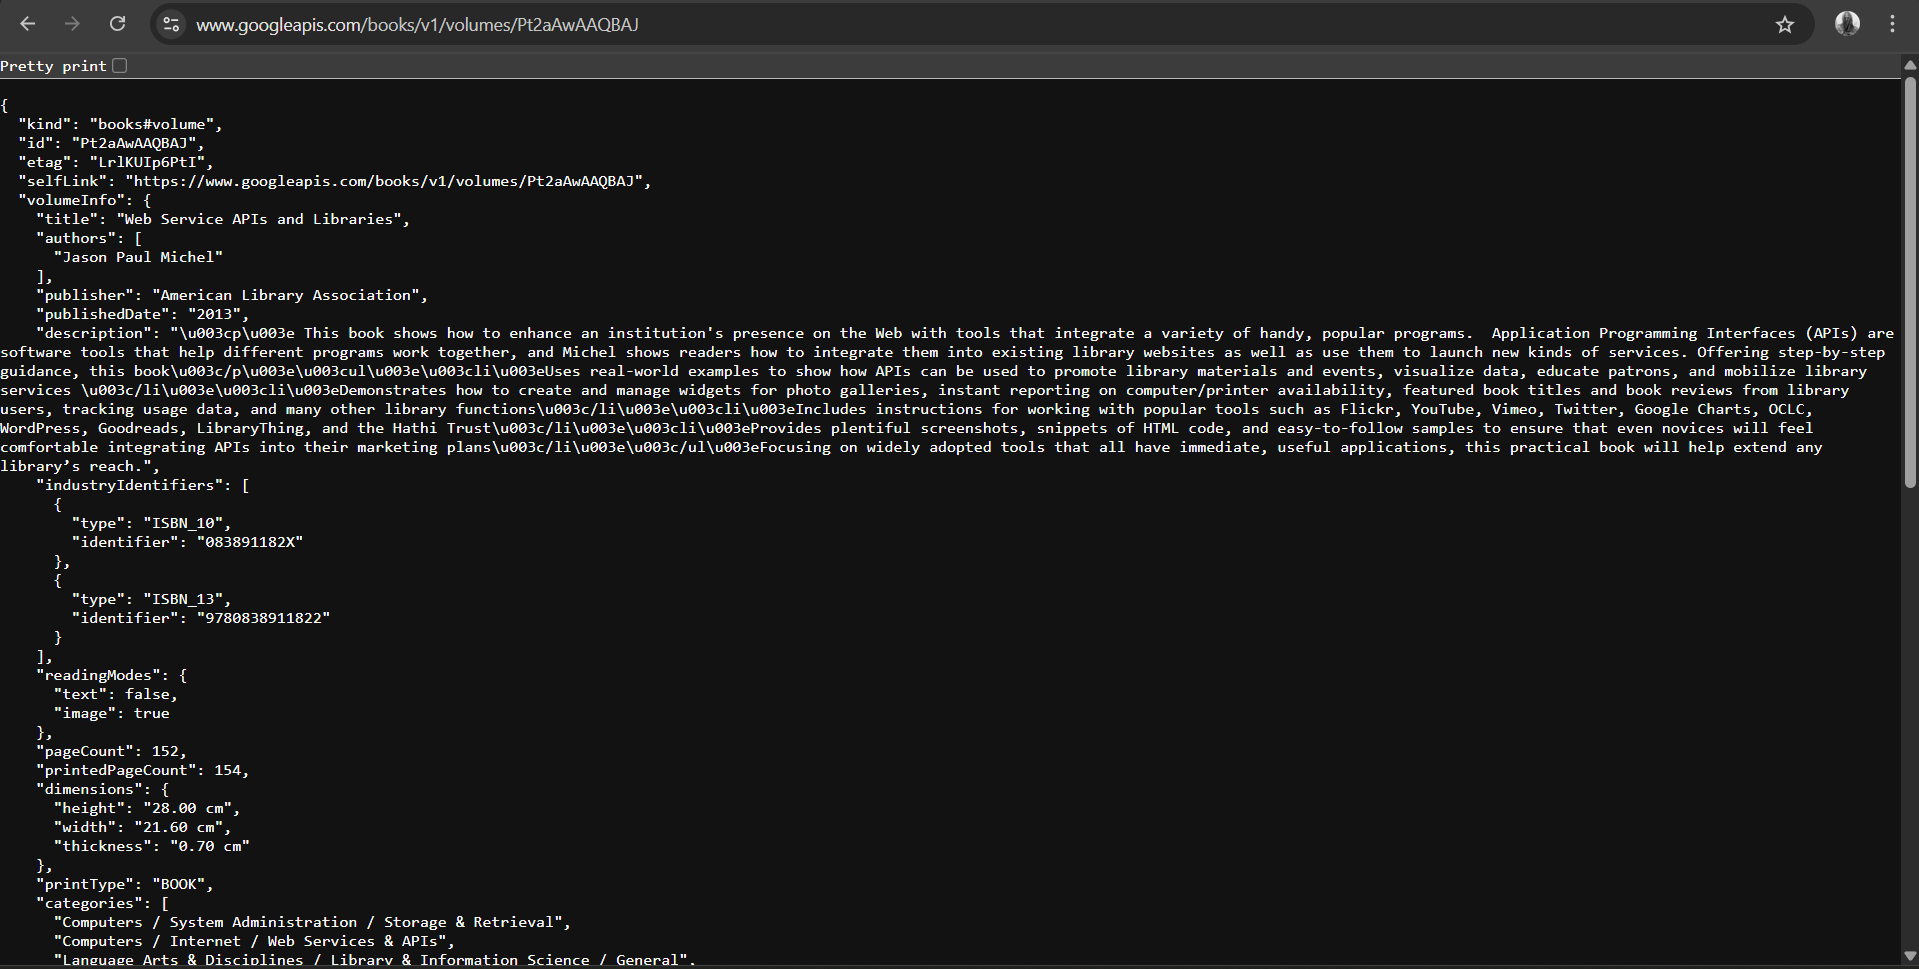 www.googleapis.com/books/v1/volumes/Pt2aAwAAQBAJ
Pretty print
{
  "kind": "books#volume",
  "id": "Pt2aAwAAQBAJ",
  "etag": "LrlKUIp6PtI",
  "selfLink": "https://www.googleapis.com/books/v1/volumes/Pt2aAwAAQBAJ",
  "volumeInfo": {
    "title": "Web Service APIs and Libraries",
    "authors": [
      "Jason Paul Michel"
    ],
    "publisher": "American Library Association",
    "publishedDate": "2013",
    "description": "\u003cp\u003e This book shows how to enhance an institution's presence on the Web with tools that integrate a variety of handy, popular programs.  Application Programming Interfaces (APIs) are
software tools that help different programs work together, and Michel shows readers how to integrate them into existing library websites as well as use them to launch new kinds of services. Offering step-by-step
guidance, this book\u003c/p\u003e\u003cul\u003e\u003cli\u003eUses real-world examples to show how APIs can be used to promote library materials and events, visualize data, educate patrons, and mobilize library
services \u003c/li\u003e\u003cli\u003eDemonstrates how to create and manage widgets for photo galleries, instant reporting on computer/printer availability, featured book titles and book reviews from library
users, tracking usage data, and many other library functions\u003c/li\u003e\u003cli\u003eIncludes instructions for working with popular tools such as Flickr, YouTube, Vimeo, Twitter, Google Charts, OCLC,
WordPress, Goodreads, LibraryThing, and the Hathi Trust\u003c/li\u003e\u003cli\u003eProvides plentiful screenshots, snippets of HTML code, and easy-to-follow samples to ensure that even novices will feel
comfortable integrating APIs into their marketing plans\u003c/li\u003e\u003c/ul\u003eFocusing on widely adopted tools that all have immediate, useful applications, this practical book will help extend any
library’s reach.",
    "industryIdentifiers": [
      {
        "type": "ISBN_10",
        "identifier": "083891182X"
      },
      {
        "type": "ISBN_13",
        "identifier": "9780838911822"
      }
    ],
    "readingModes": {
      "text": false,
      "image": true
    },
    "pageCount": 152,
    "printedPageCount": 154,
    "dimensions": {
      "height": "28.00 cm",
      "width": "21.60 cm",
      "thickness": "0.70 cm"
    },
    "printType": "BOOK",
    "categories": [
      "Computers / System Administration / Storage & Retrieval",
      "Computers / Internet / Web Services & APIs",
      "Language Arts & Disciplines / Library & Information Science / General",